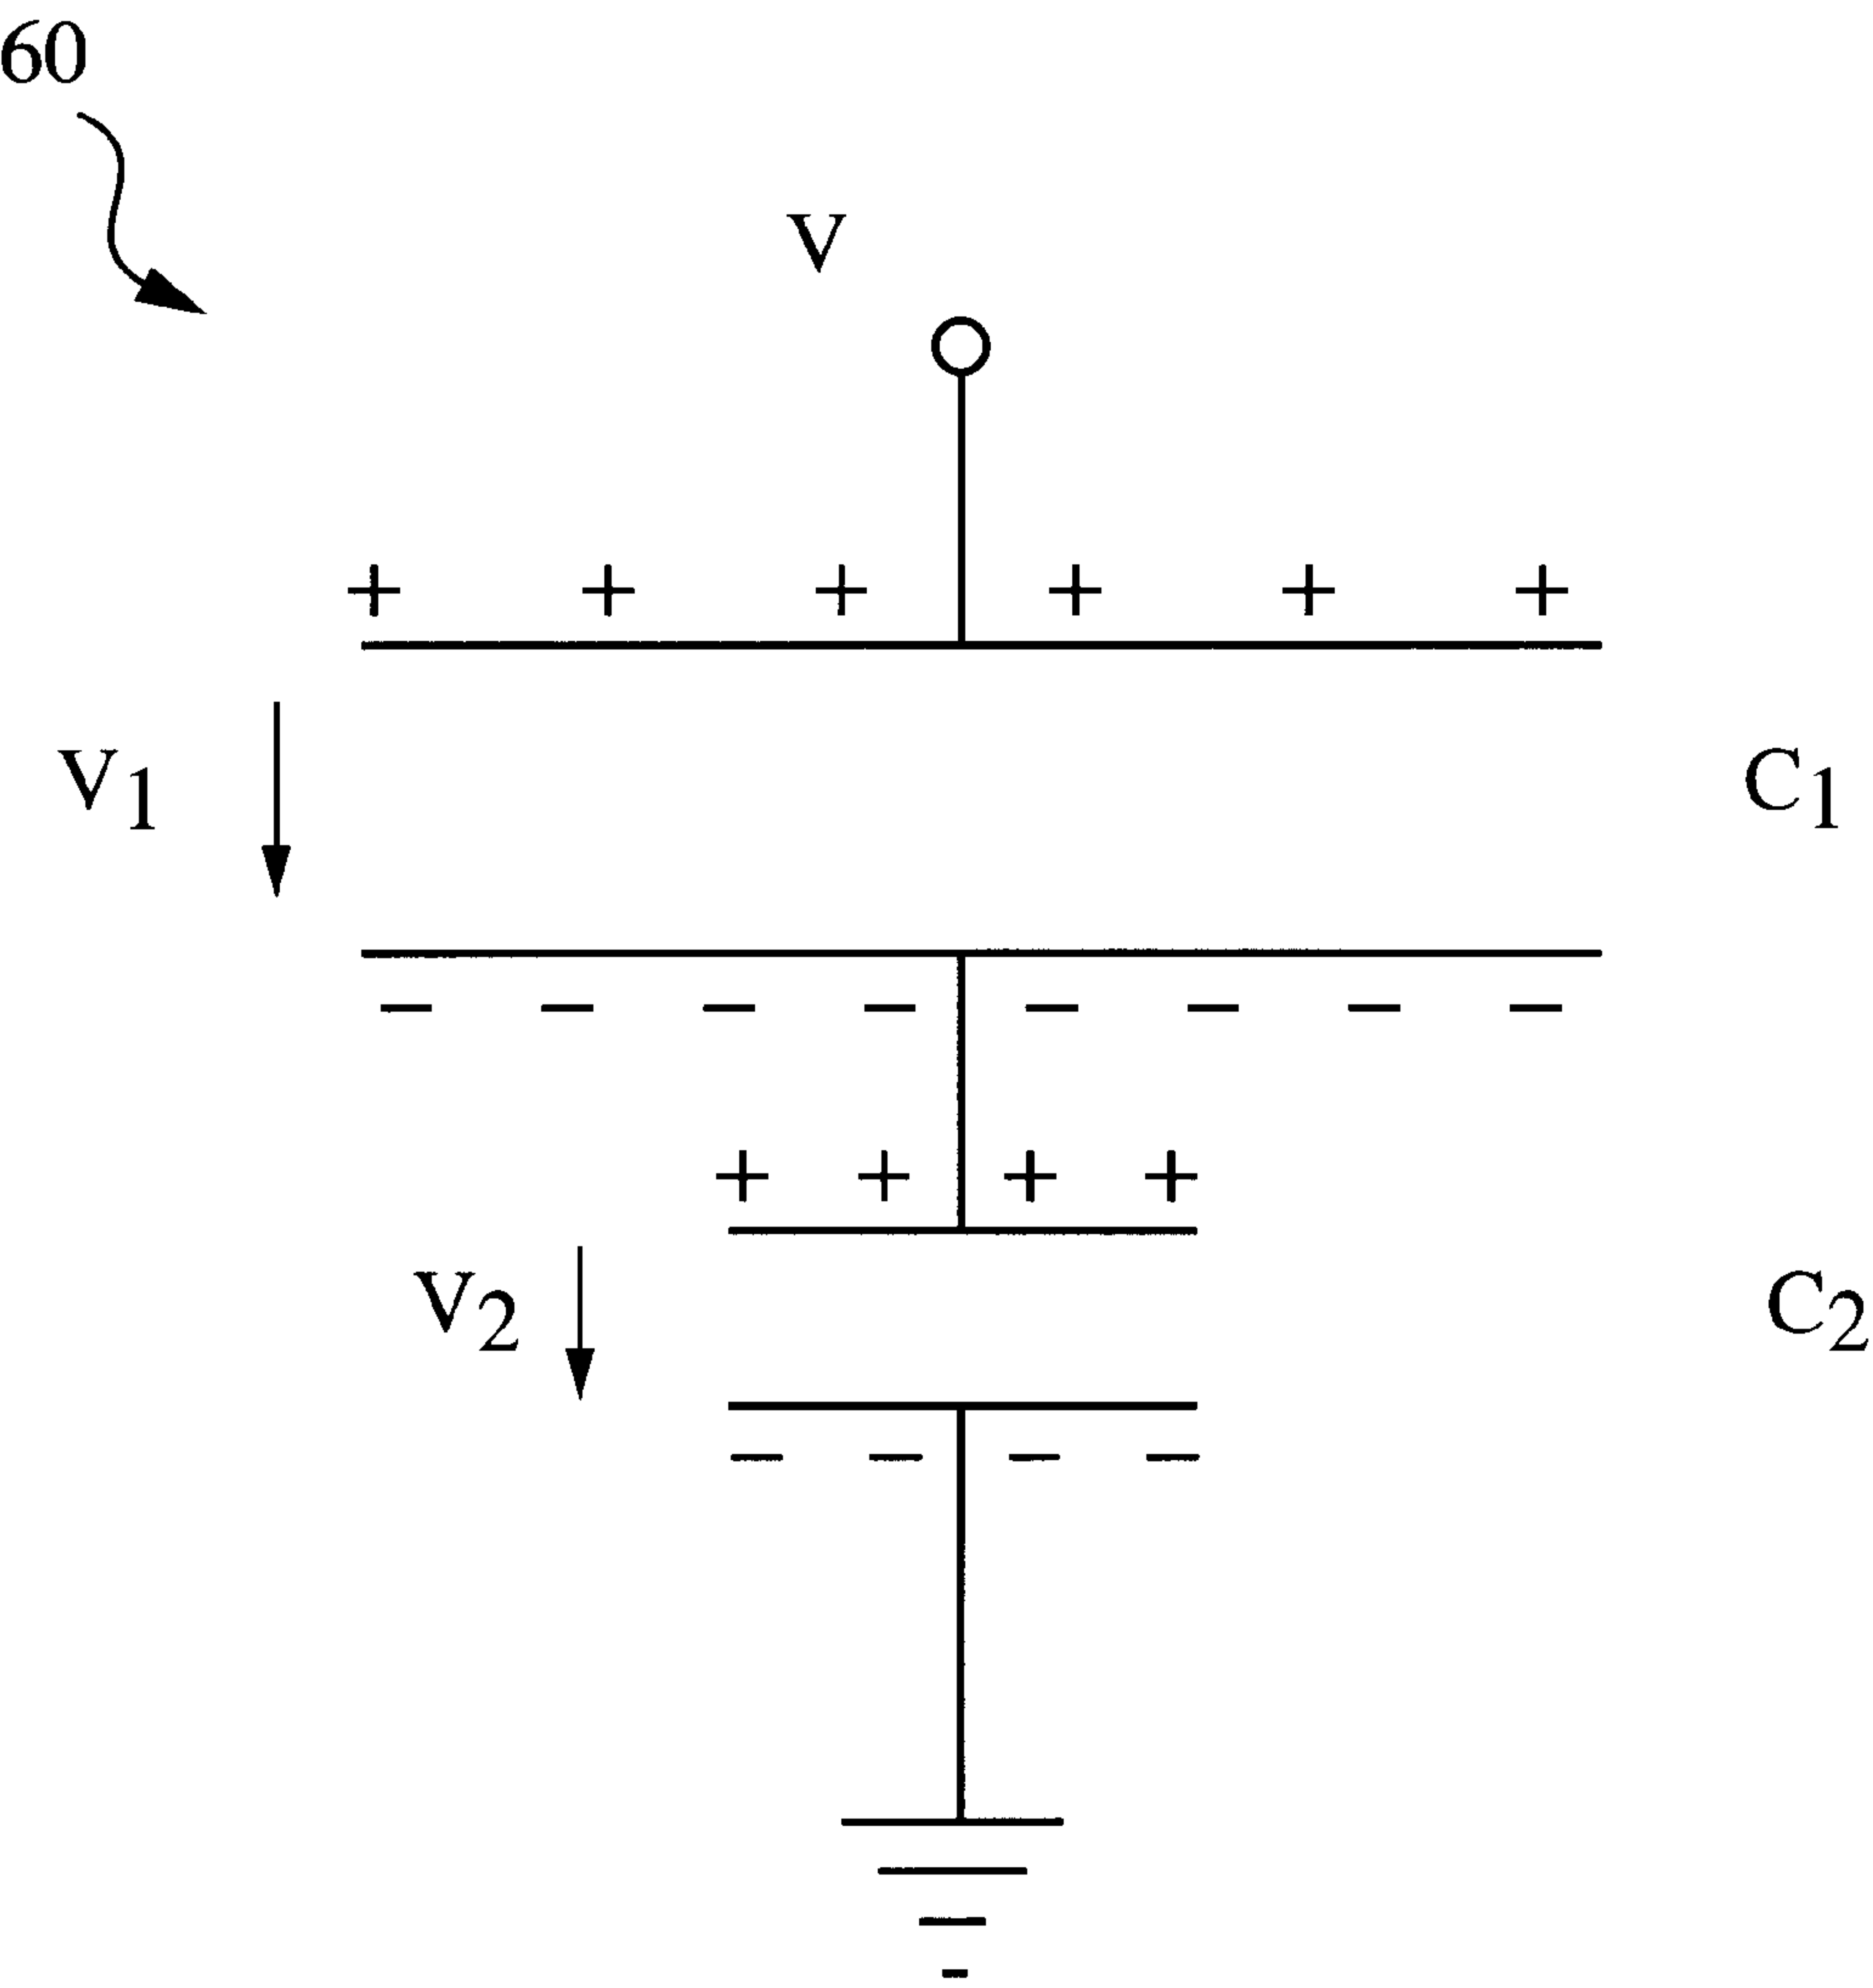 60
V
+ + + + + +
V1
C1
− − − − − − − −
+ + + +
V2
C2
− − − −